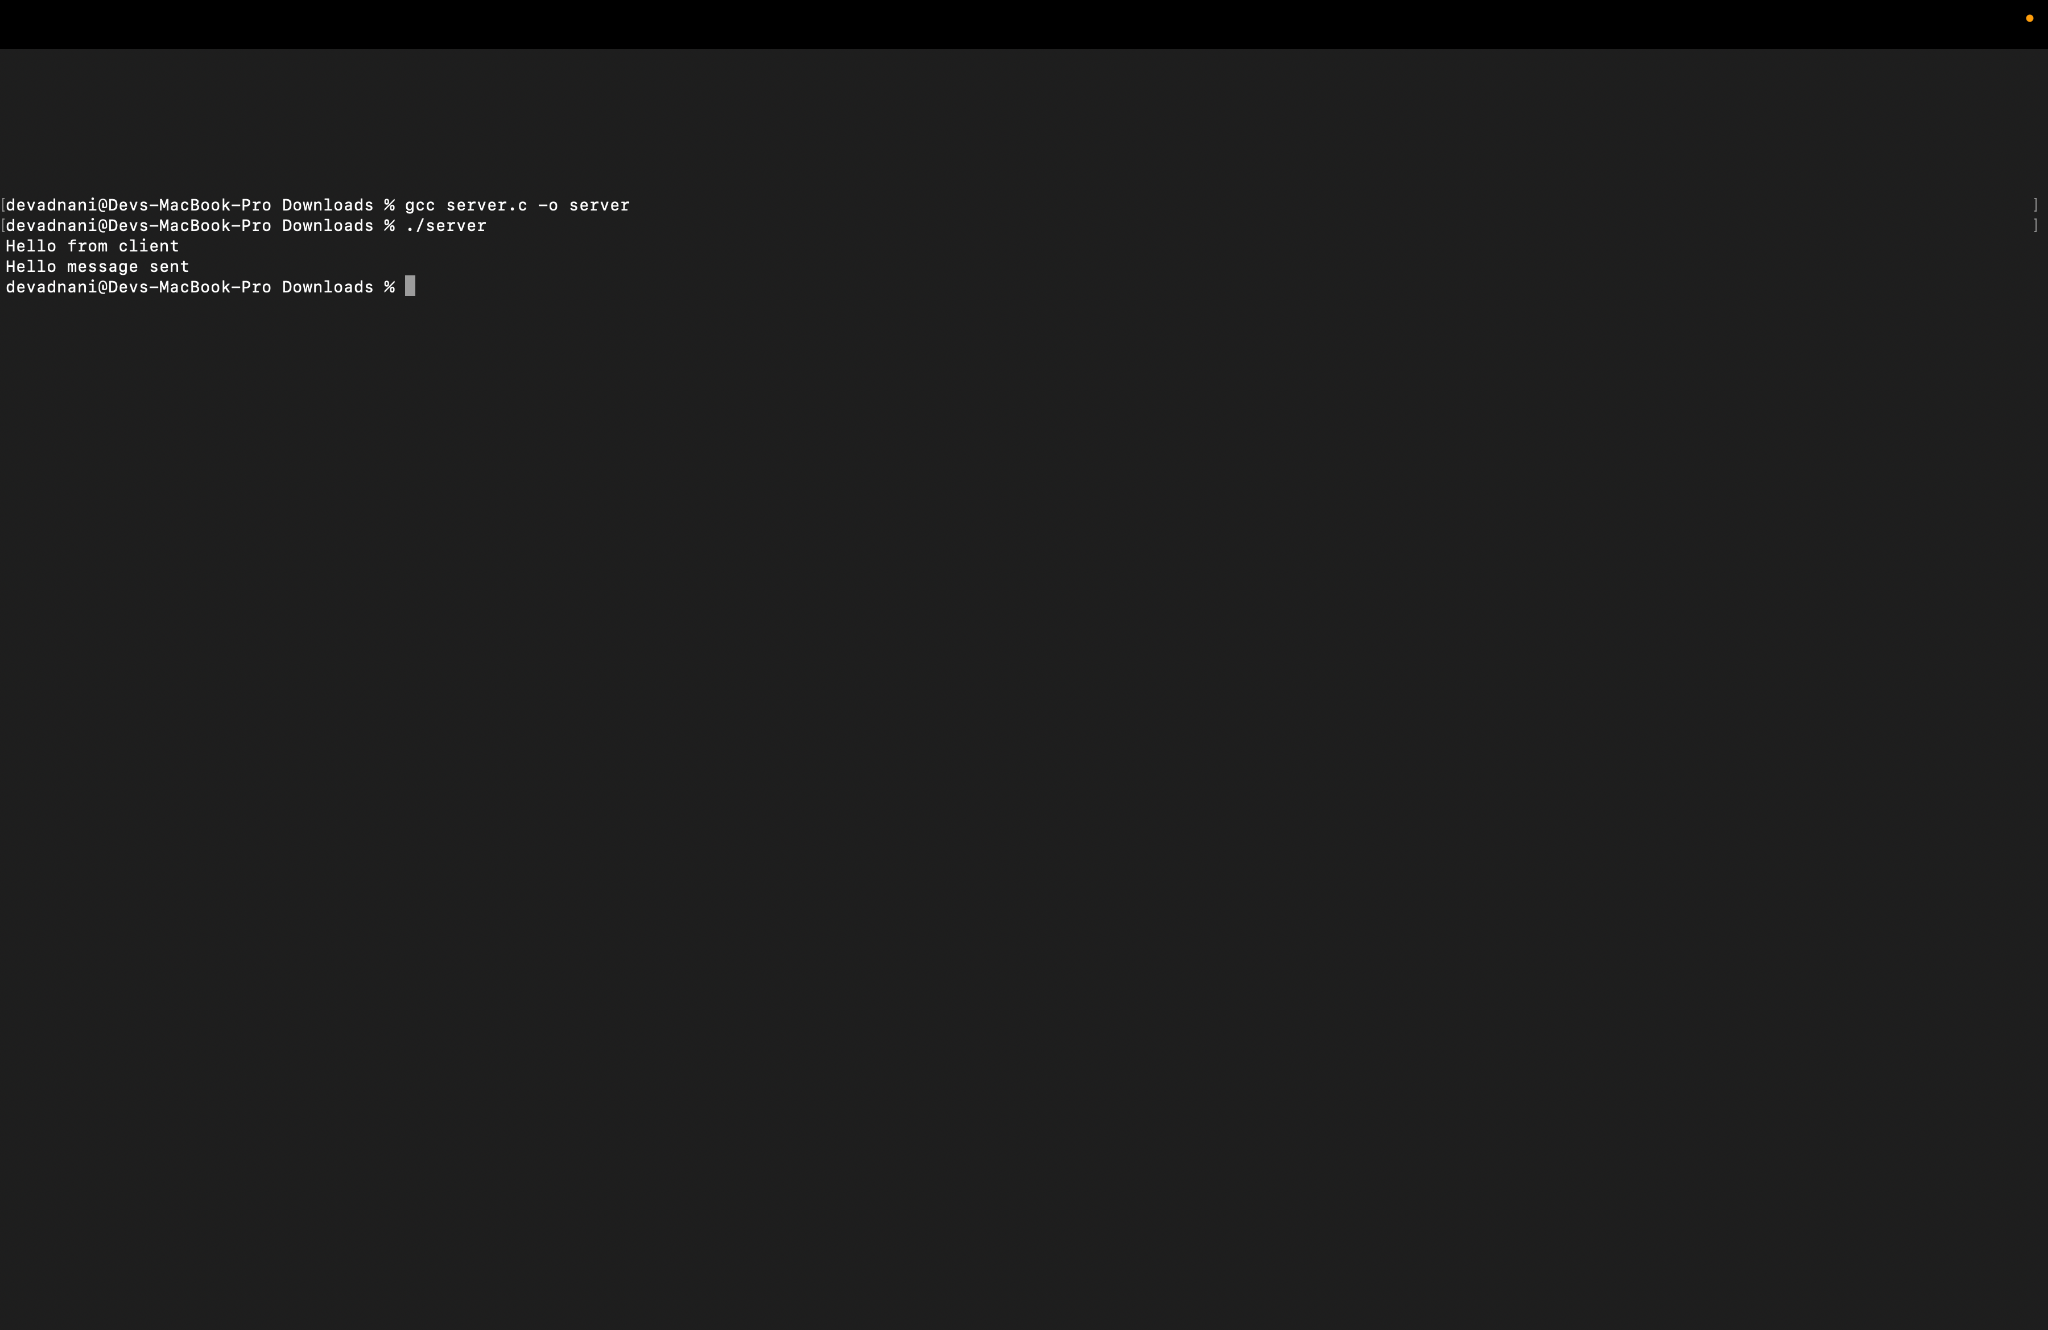 [devadnani@Devs-MacBook-Pro Downloads % gcc server.c -o server ]
[devadnani@Devs-MacBook-Pro Downloads % ./server ]
Hello from client
Hello message sent
devadnani@Devs-MacBook-Pro Downloads %